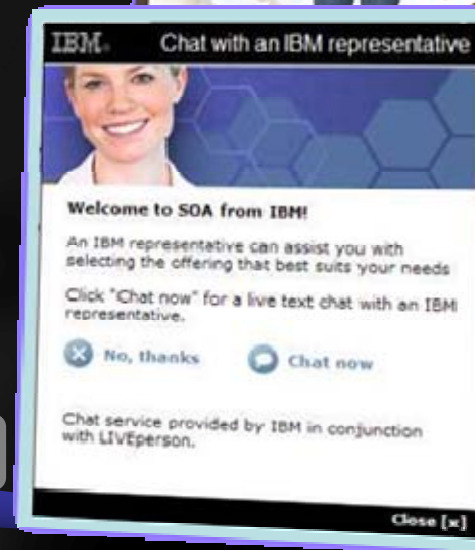 IBM. Chat with an IBM representative
Welcome to SOA from IBM!
An IBM representative can assist you with
selecting the offering that best suits your needs
Click "Chat now" for a live text chat with an IBM
representative.
No, thanks Chat now
Chat service provided by IBM in conjunction
with LIVEperson.
Close [x]